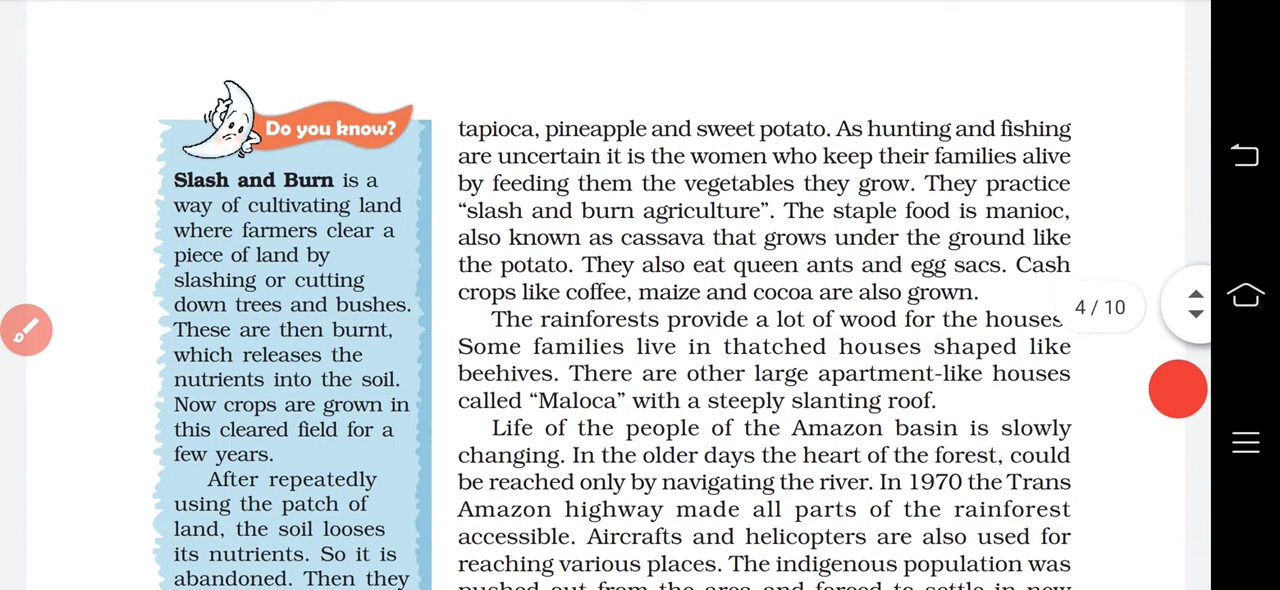 Do you know?
Slash and Burn is a
way of cultivating land
where farmers clear a
piece of land by
slashing or cutting
down trees and bushes.
These are then burnt,
which releases the
nutrients into the soil.
Now crops are grown in
this cleared field for a
few years.
After repeatedly
using the patch of
land, the soil looses
its nutrients. So it is
abandoned. Then they
tapioca, pineapple and sweet potato. As hunting and fishing
are uncertain it is the women who keep their families alive
by feeding them the vegetables they grow. They practice
“slash and burn agriculture”. The staple food is manioc,
also known as cassava that grows under the ground like
the potato. They also eat queen ants and egg sacs. Cash
crops like coffee, maize and cocoa are also grown.
The rainforests provide a lot of wood for the houses
Some families live in thatched houses shaped like
beehives. There are other large apartment-like houses
called “Maloca” with a steeply slanting roof.
Life of the people of the Amazon basin is slowly
changing. In the older days the heart of the forest, could
be reached only by navigating the river. In 1970 the Trans
Amazon highway made all parts of the rainforest
accessible. Aircrafts and helicopters are also used for
reaching various places. The indigenous population was
pushed out from the area and forced to settle in new
4 / 10